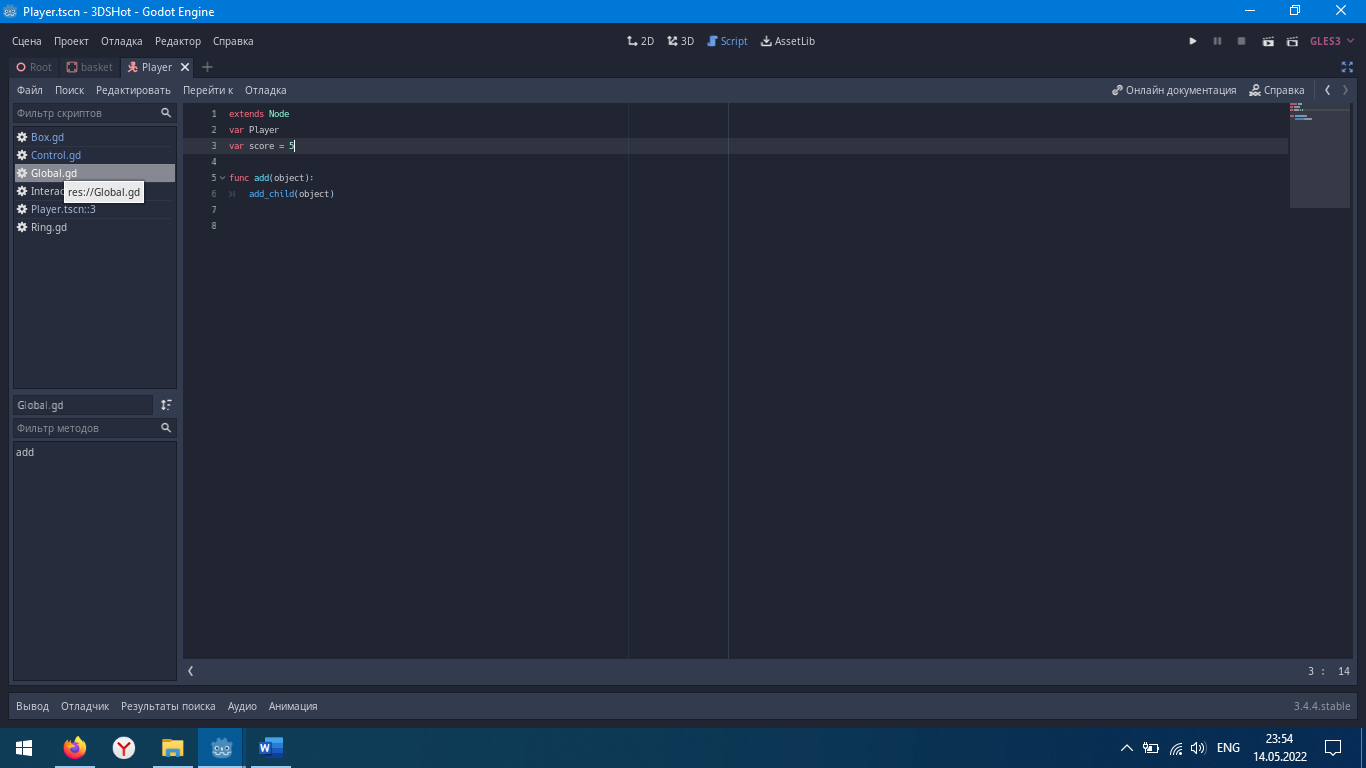 Player.tscn - 3DSHot - Godot Engine
Сцена Проект Отладка Редактор Справка 2D 3D Script AssetLib GLES3
Root basket Player
Файл Поиск Редактировать Перейти к Отладка Онлайн документация Справка
Фильтр скриптов
Box.gd
Control.gd
Global.gd
Interac
res://Global.gd
Player.tscn::3
Ring.gd
Global.gd
Фильтр методов
add
1 extends Node
2 var Player
3 var score = 5
4
5 func add(object):
6 add_child(object)
7
8
3 : 14
Вывод Отладчик Результаты поиска Аудио Анимация 3.4.4.stable
ENG
23:54
14.05.2022